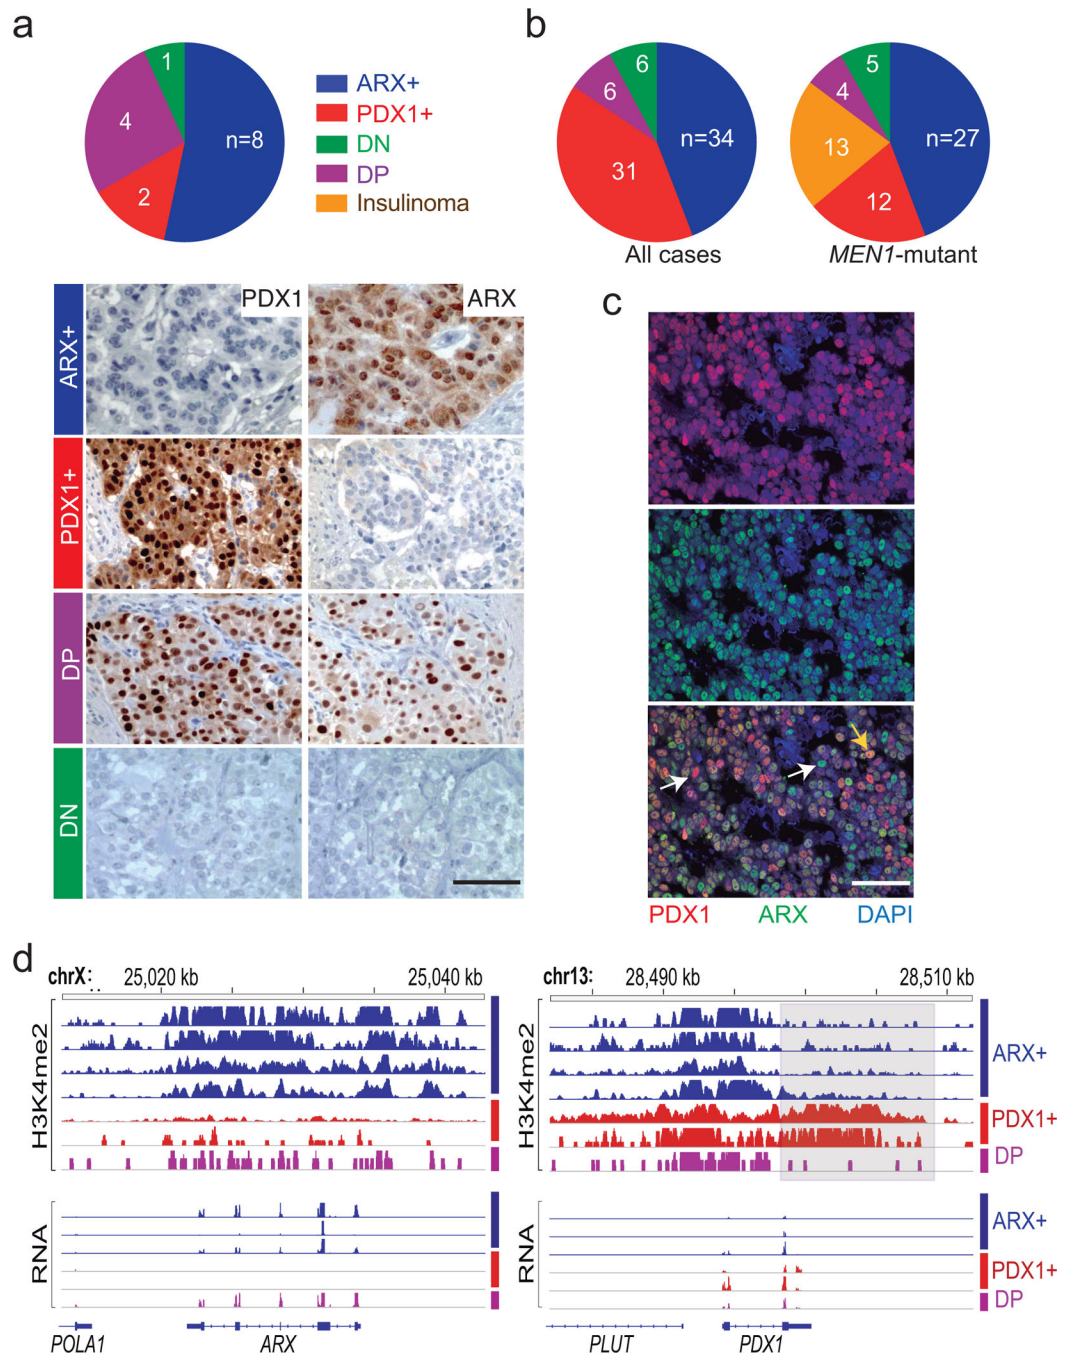 a
1
4
2
n=8
ARX+
PDX1+
DN
DP
Insulinoma
b
6
6
31
n=34
All cases
5
4
13
12
n=27
MEN1-mutant
PDX1
ARX
ARX+
PDX1+
DP
DN
c
PDX1
ARX
DAPI
d
chrX:
25,020 kb
25,040 kb
H3K4me2
RNA
POLA1
ARX
chr13:
28,490 kb
28,510 kb
H3K4me2
ARX+
PDX1+
DP
RNA
ARX+
PDX1+
DP
PLUT
PDX1